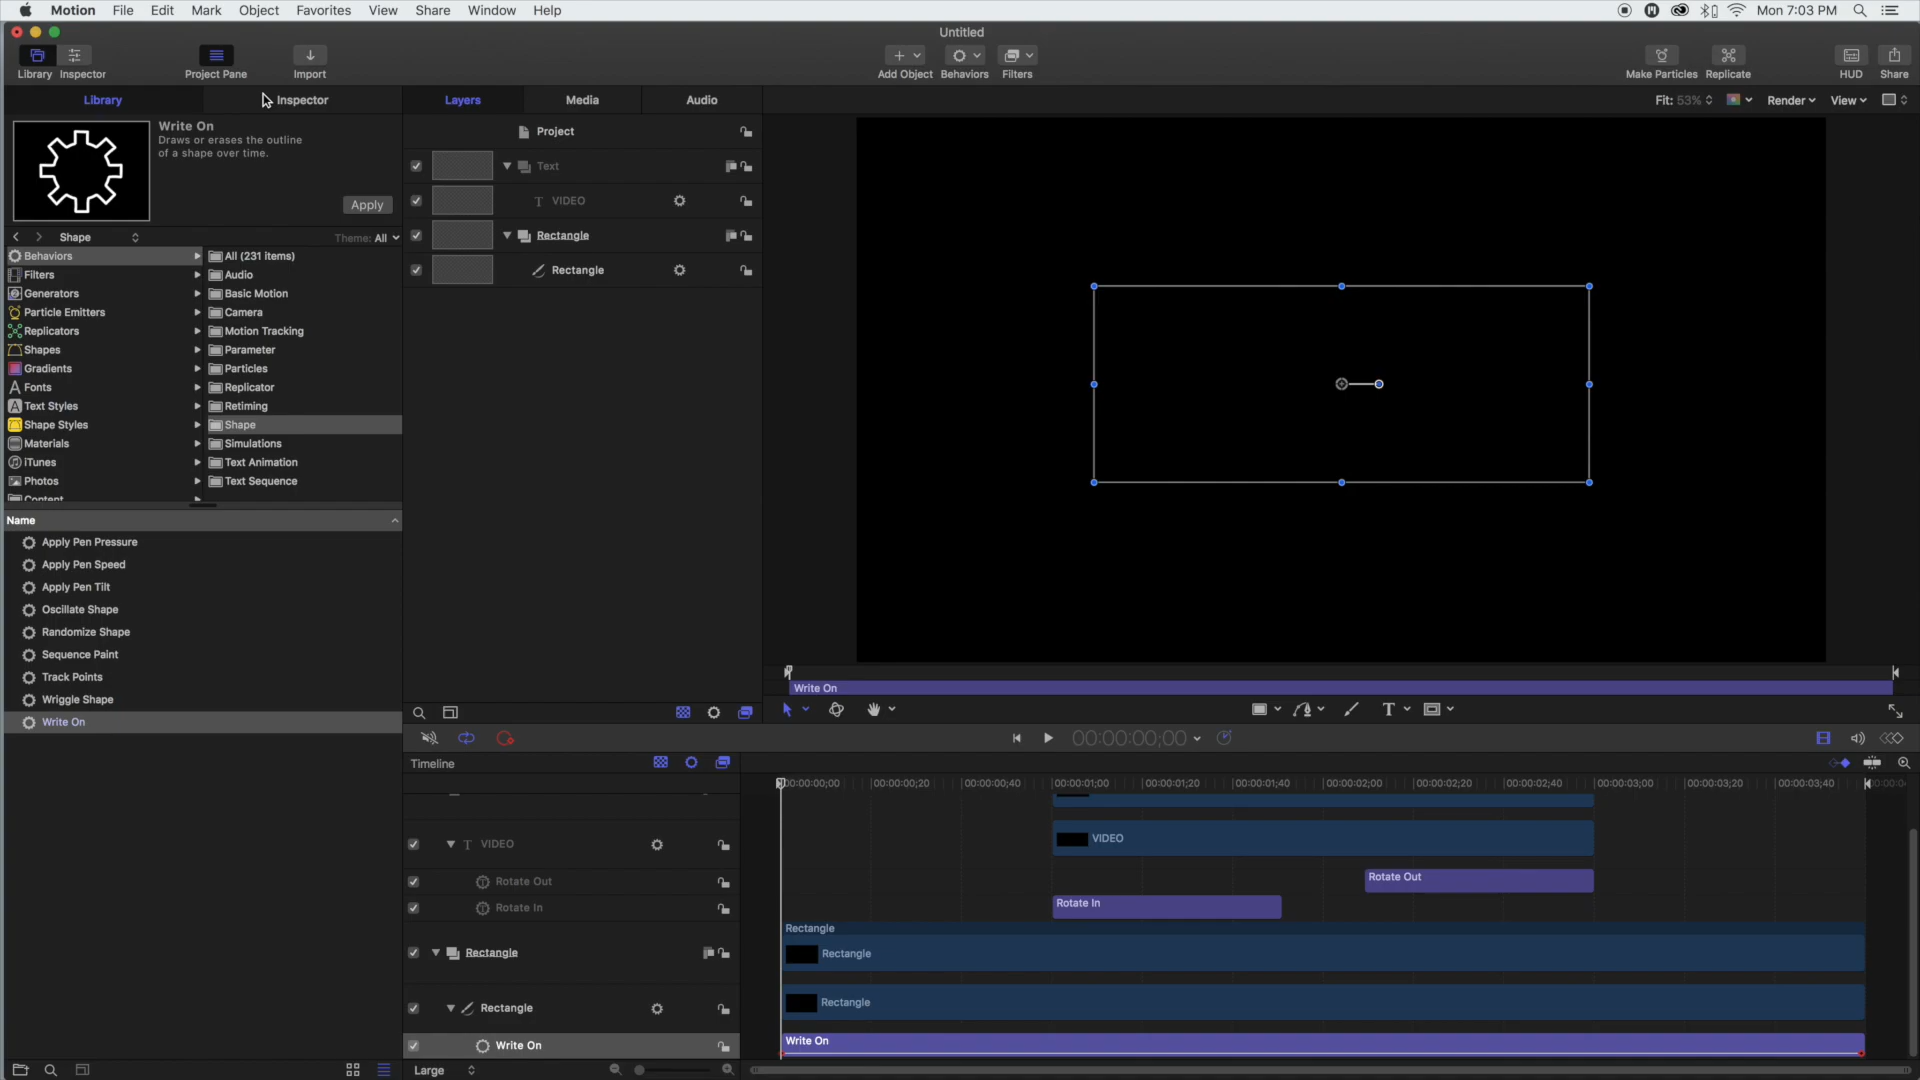 Motion File Edit Mark Object Favorites View Share Window Help
Mon 7:03 PM
Untitled
Library Inspector Project Pane Import
Add Object Behaviors Filters
Make Particles Replicate HUD Share
Library Inspector
Layers Media Audio
Fit: 53% Render View
Write On
Draws or erases the outline
of a shape over time.
Apply
Shape Theme: All
Behaviors
Filters
Generators
Particle Emitters
Replicators
Shapes
Gradients
Fonts
Text Styles
Shape Styles
Materials
iTunes
Photos
Content
All (231 items)
Audio
Basic Motion
Camera
Motion Tracking
Parameter
Particles
Replicator
Retiming
Shape
Simulations
Text Animation
Text Sequence
Name
Apply Pen Pressure
Apply Pen Speed
Apply Pen Tilt
Oscillate Shape
Randomize Shape
Sequence Paint
Track Points
Wriggle Shape
Write On
Project
Text
T VIDEO
Rectangle
Rectangle
Write On
T
00:00:00;00
Timeline
00:00:00;00 00:00:00;20 00:00:00;40 00:00:01;00 00:00:01;20 00:00:01;40 00:00:02;00 00:00:02;20 00:00:02;40 00:00:03;00 00:00:03;20 00:00:03;40
T VIDEO
Rotate Out
Rotate In
Rectangle
Rectangle
Write On
VIDEO
Rotate Out
Rotate In
Rectangle
Rectangle
Rectangle
Write On
Large